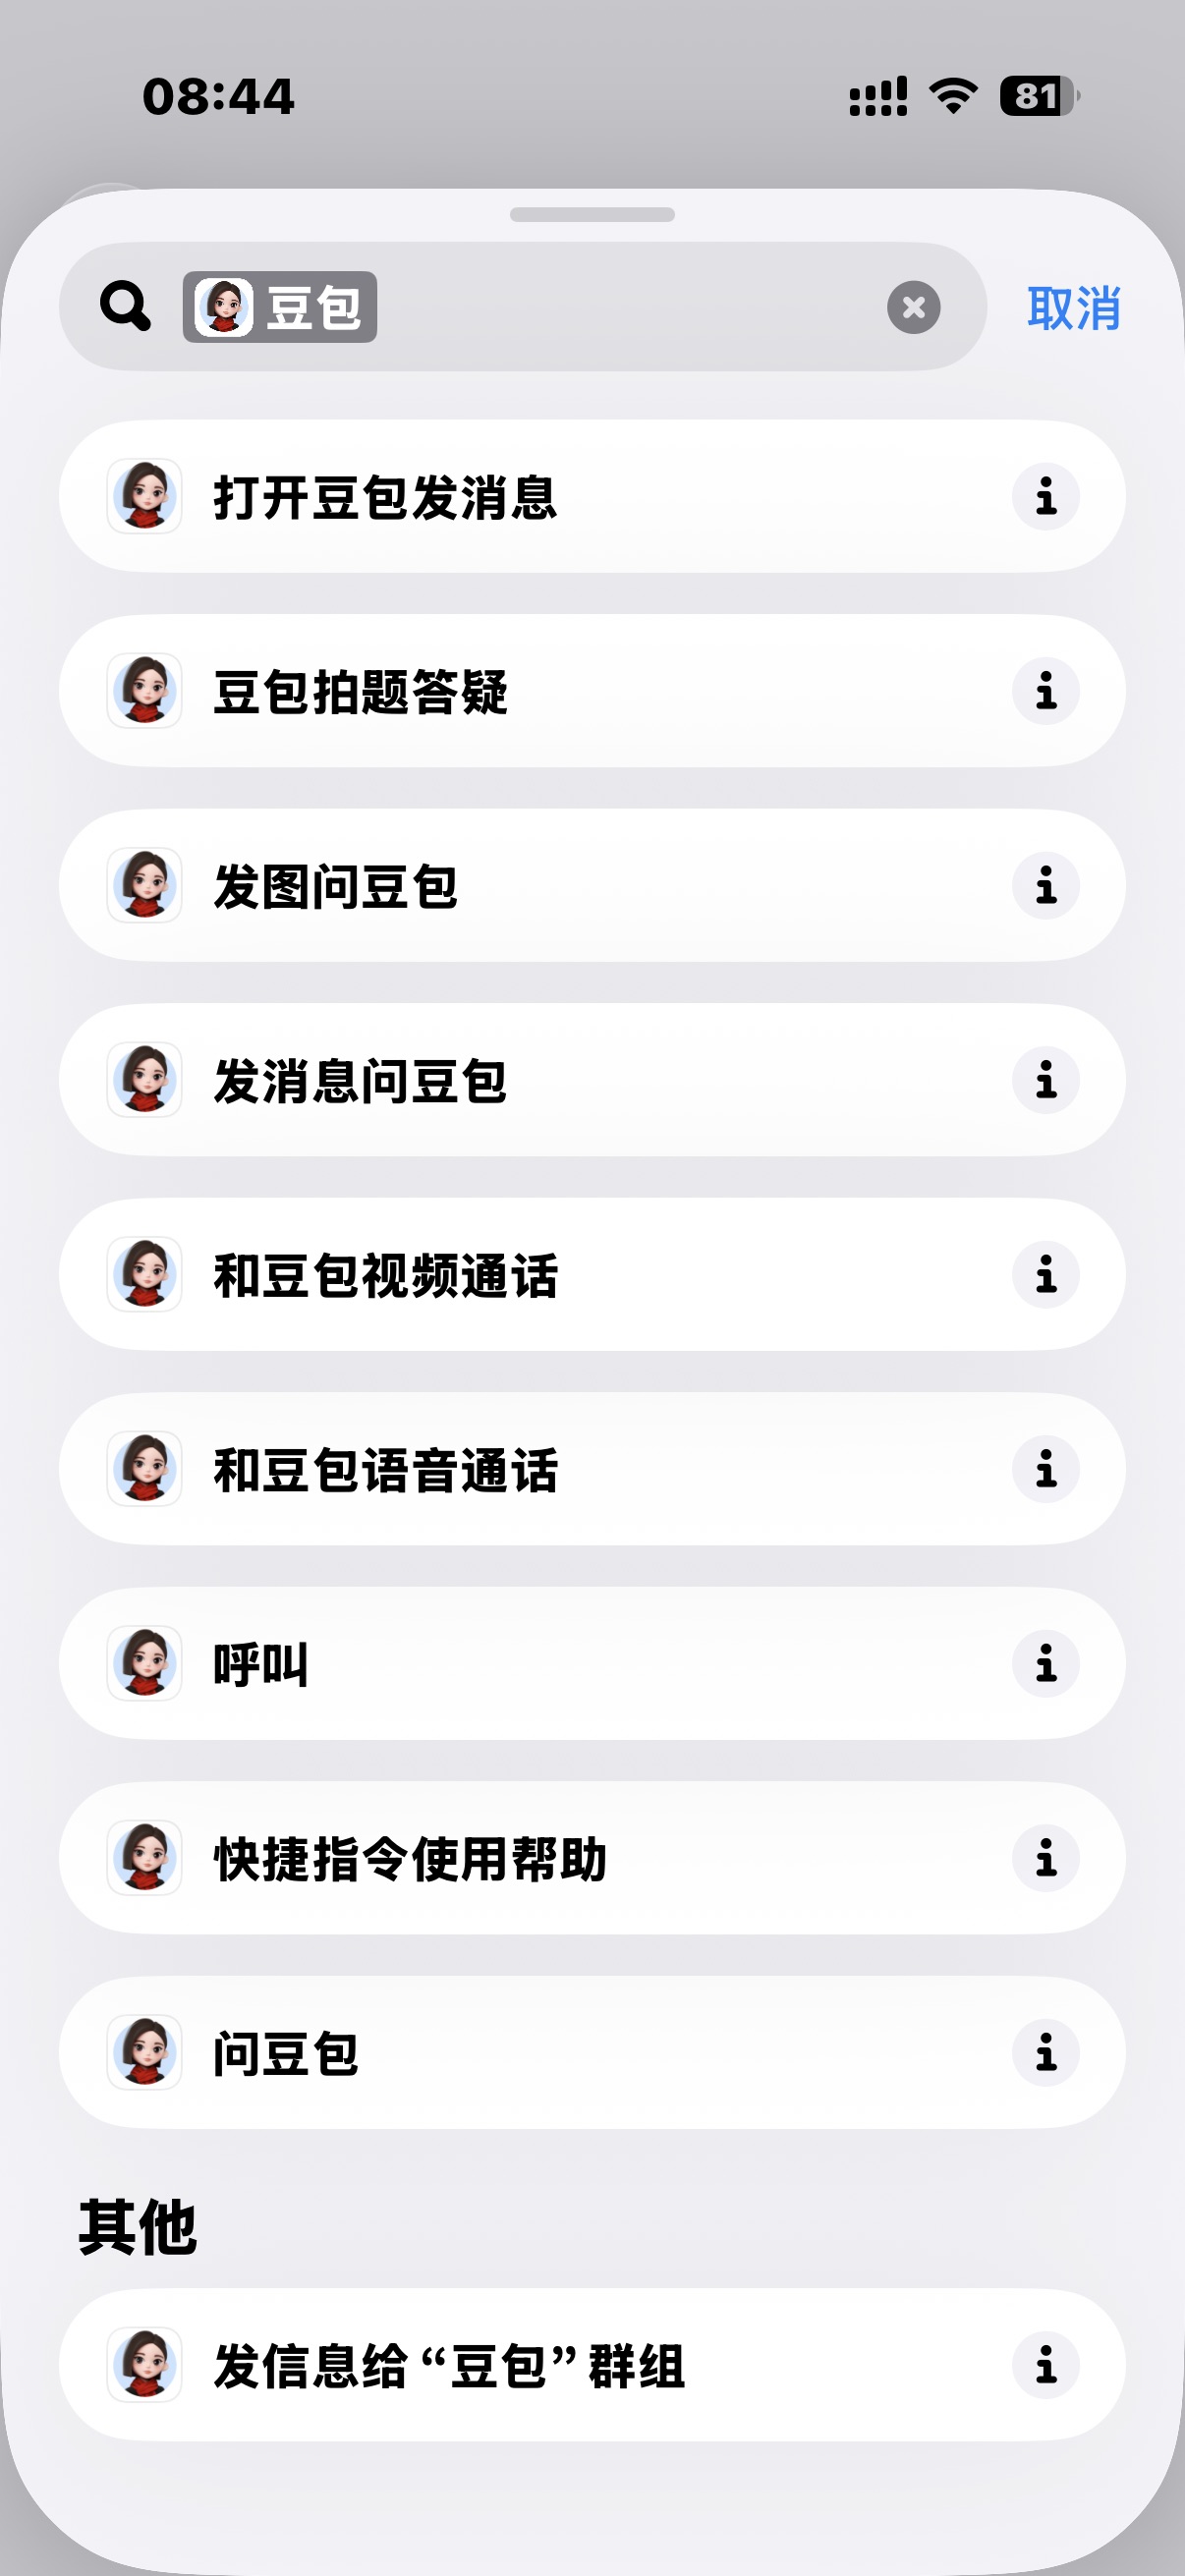 08:44
81
豆包
取消
打开豆包发消息
豆包拍题答疑
发图问豆包
发消息问豆包
和豆包视频通话
和豆包语音通话
呼叫
快捷指令使用帮助
问豆包
其他
发信息给“豆包”群组